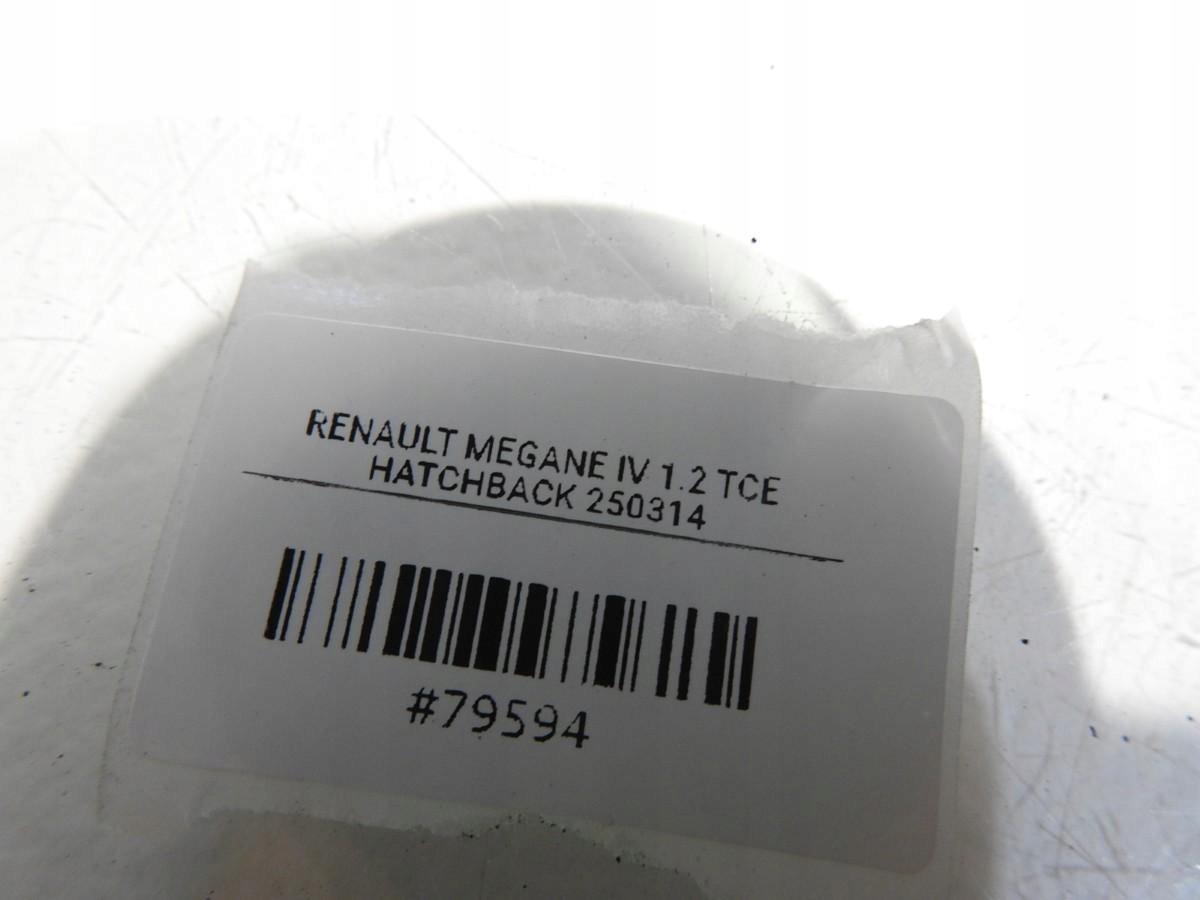 RENAULT MEGANE IV 1.2 TCE
HATCHBACK 250314
#79594